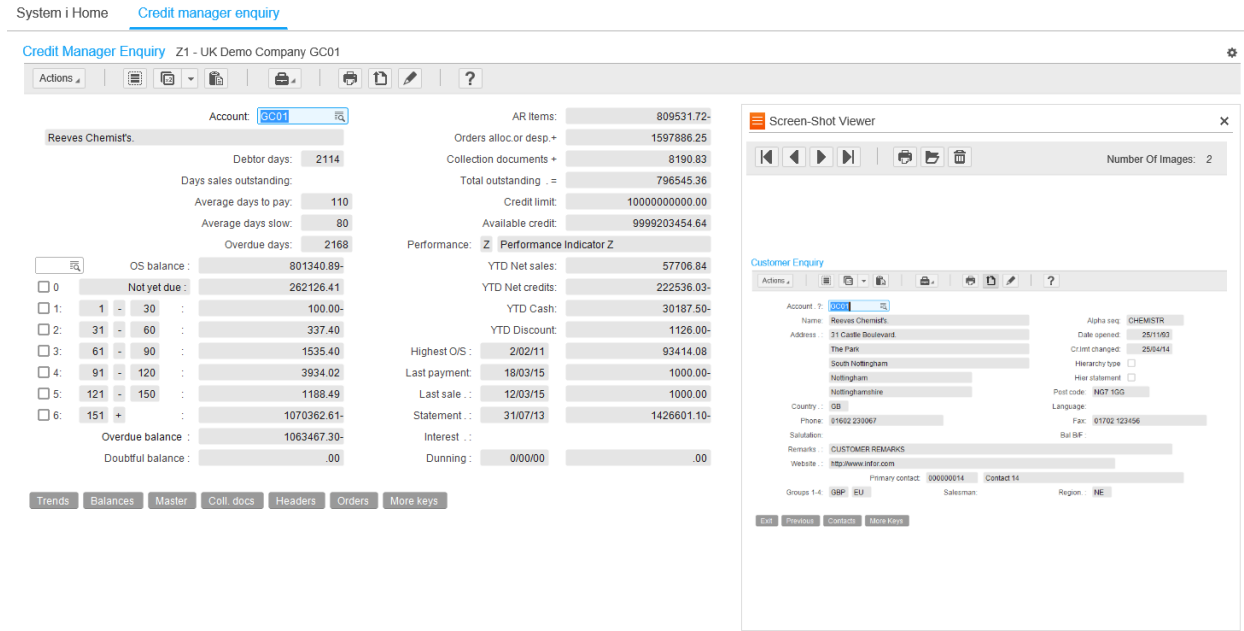 System i Home Credit manager enquiry
Credit Manager Enquiry Z1 - UK Demo Company GC01
Actions
?
Account: GC01
Reeves Chemist's.
Debtor days: 2114
Days sales outstanding:
Average days to pay: 110
Average days slow: 80
Overdue days: 2168
OS balance : 801340.89-
0 Not yet due : 262126.41
1: 1 - 30 : 100.00-
2: 31 - 60 : 337.40
3: 61 - 90 : 1535.40
4: 91 - 120 : 3934.02
5: 121 - 150 : 1188.49
6: 151 + : 1070362.61-
Overdue balance : 1063467.30-
Doubtful balance : .00
AR Items: 809531.72-
Orders alloc.or desp.+ 1597886.25
Collection documents + 8190.83
Total outstanding . = 796545.36
Credit limit: 10000000000.00
Available credit: 9999203454.64
Performance: Z Performance Indicator Z
YTD Net sales: 57706.84
YTD Net credits: 222536.03-
YTD Cash: 30187.50-
YTD Discount: 1126.00-
Highest O/S : 2/02/11 93414.08
Last payment: 18/03/15 1000.00-
Last sale . : 12/03/15 1000.00
Statement . : 31/07/13 1426601.10-
Interest . :
Dunning : 0/00/00 .00
Trends Balances Master Coll. docs Headers Orders More keys
Screen-Shot Viewer
Number Of Images: 2
Customer Enquiry
Actions
?
Account . ?: GC01
Name: Reeves Chemist's. Alpha seq: CHEMISTR
Address . : 31 Castle Boulevard. Date opened: 25/11/93
The Park Cr.lmt changed: 25/04/14
South Nottingham Hierarchy type
Nottingham Hier statement
Nottinghamshire Post code: NG7 1GG
Country . : GB Language:
Phone: 01602 230067 Fax: 01702 123456
Salutation: Bal B/F :
Remarks . : CUSTOMER REMARKS
Website . : http://www.infor.com
Primary contact: 000000014 Contact 14
Groups 1-4: GBP EU Salesman: Region . : NE
Exit Previous Contacts More Keys